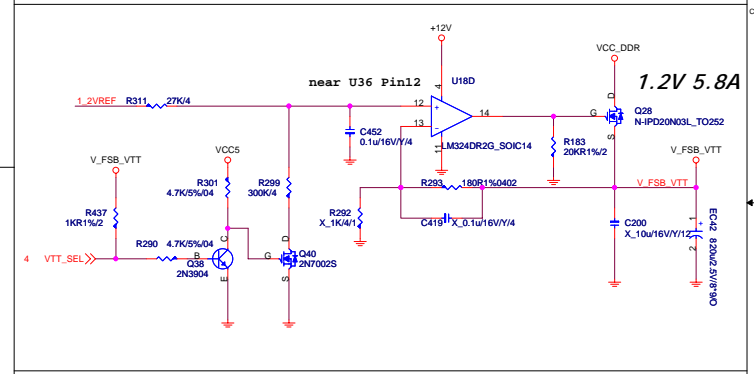 +12V
VCC_DDR
near U36 Pin12
U18D
1.2V 5.8A
1_2VREF
R311
27K/4
4
12
+
13
-
14
11
LM324DR2G_SOIC14
D
G
S
Q28
N-IPD20N03L_TO252
C452
0.1u/16V/Y/4
R183
20KR1%/2
V_FSB_VTT
VCC5
V_FSB_VTT
R301
4.7K/5%/04
R299
300K/4
R293
180R1%0402
V_FSB_VTT
R437
1KR1%/2
R292
X_1K/4/1
C419
X_0.1u/16V/Y/4
C200
X_10u/16V/Y/12
1
2
EC42 820u/2.5V/8*9/O
4 VTT_SEL
R290
4.7K/5%/04
B
C
E
Q38
2N3904
D
G
S
Q40
2N7002S
C